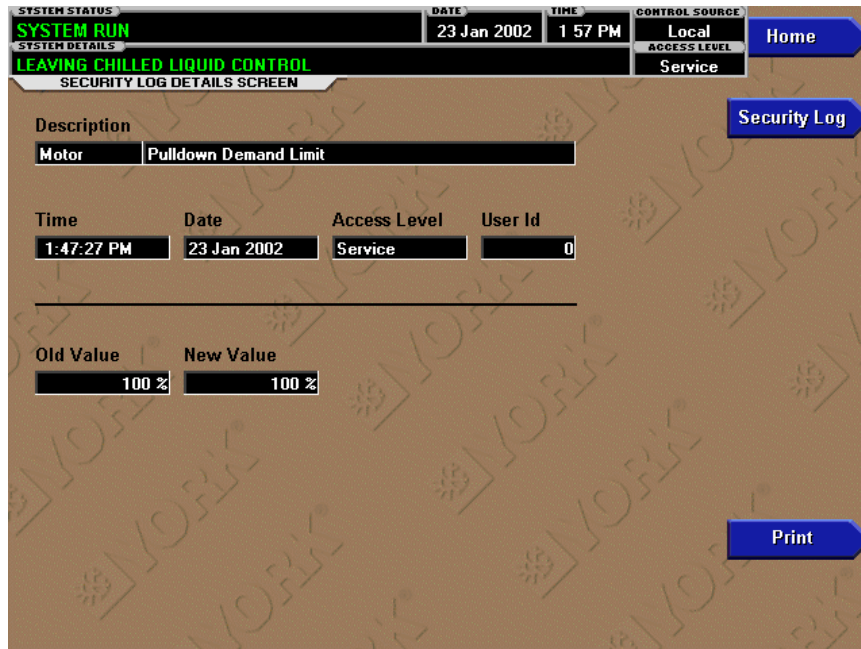 SYSTEM STATUS
SYSTEM RUN
DATE
23 Jan 2002
TIME
1 57 PM
CONTROL SOURCE
Local
Home
SYSTEM DETAILS
LEAVING CHILLED LIQUID CONTROL
ACCESS LEVEL
Service
SECURITY LOG DETAILS SCREEN
Security Log
Description
Motor Pulldown Demand Limit
Time Date Access Level User Id
1:47:27 PM 23 Jan 2002 Service 0
Old Value New Value
100 % 100 %
Print
YORK®